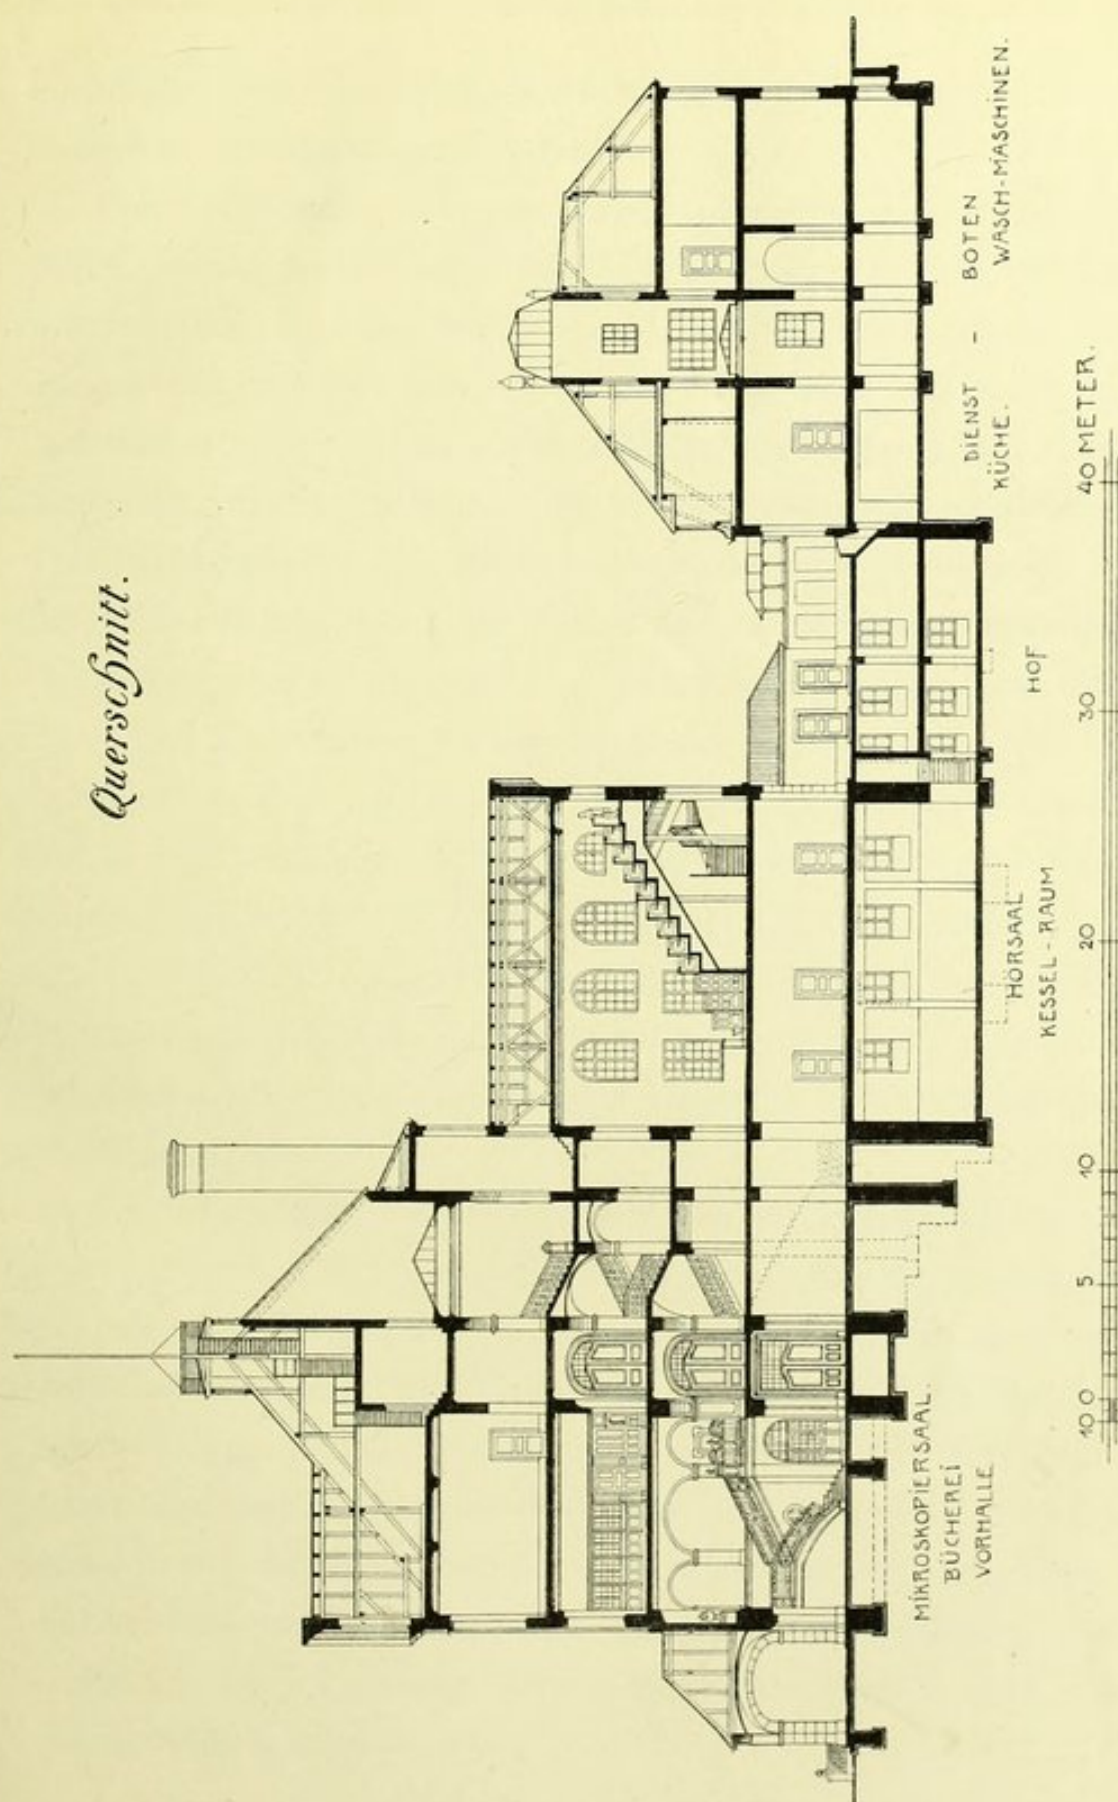 Querschnitt.
MIKROSKOPIERSAAL.
BÜCHEREI
VORHALLE
HÖRSAAL
KESSEL-RAUM
HOF
DIENST - BOTEN
KÜCHE. WASCH-MASCHINEN.
10 0 5 10 20 30 40 METER.